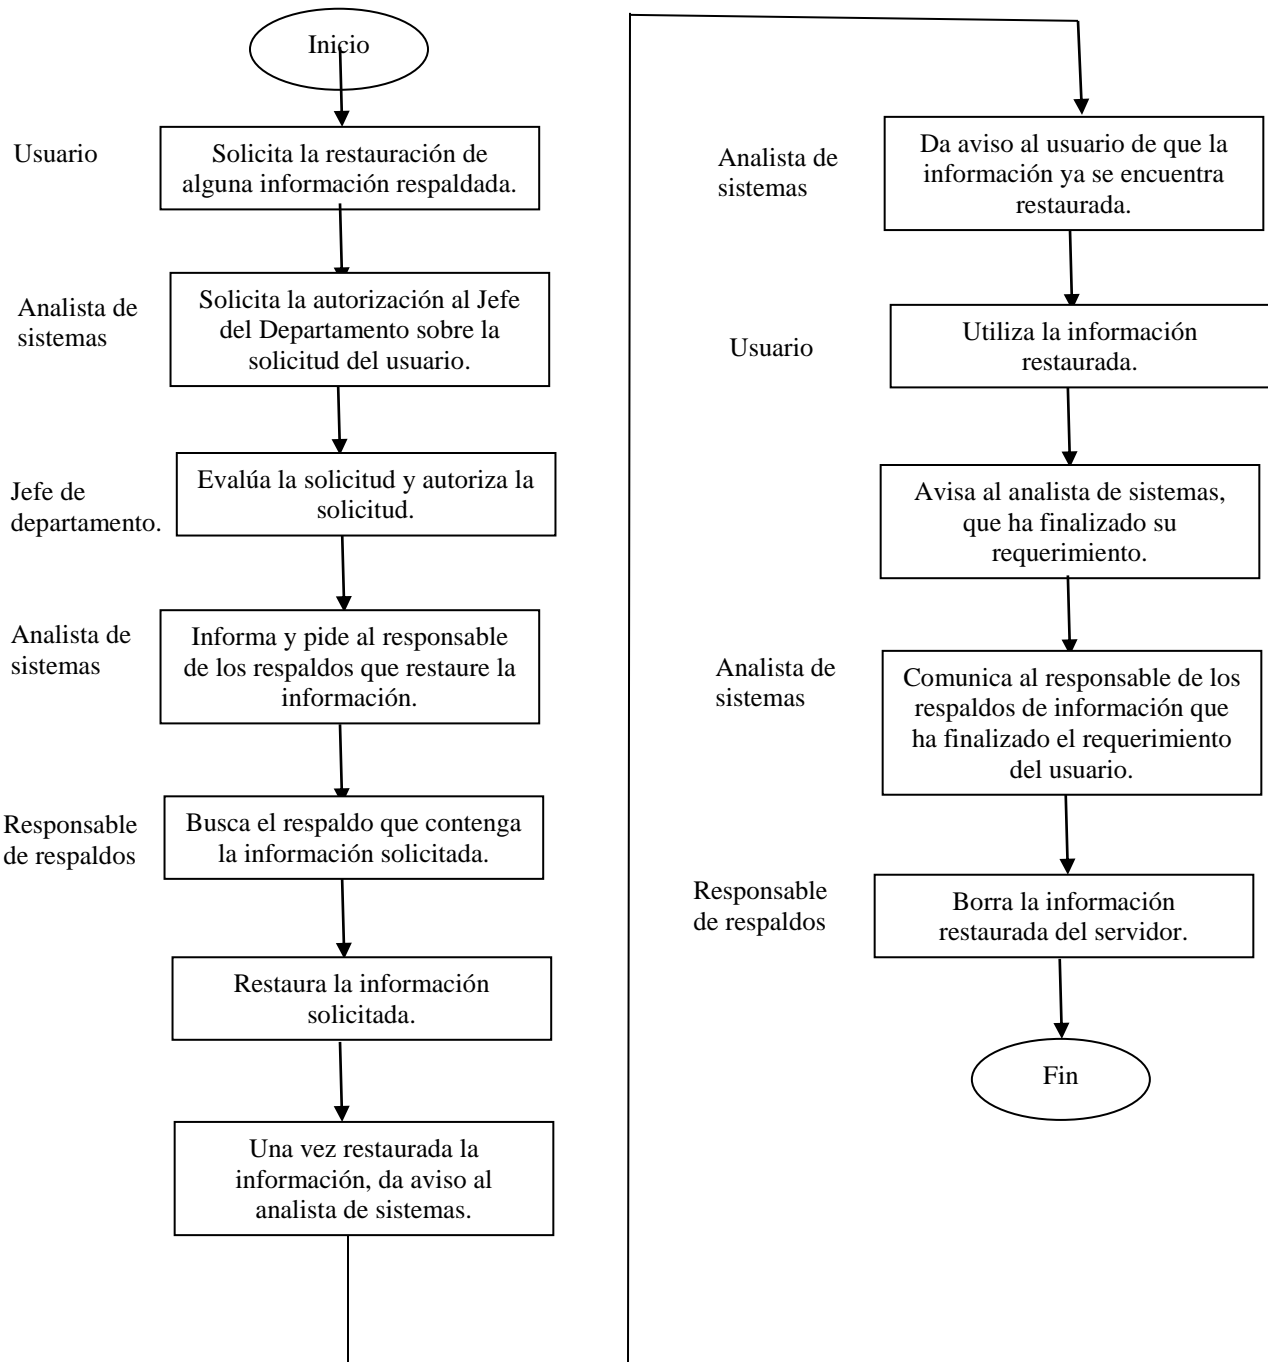 Inicio
Usuario
Solicita la restauración de
alguna información respaldada.
Analista de
sistemas
Solicita la autorización al Jefe
del Departamento sobre la
solicitud del usuario.
Jefe de
departamento.
Evalúa la solicitud y autoriza la
solicitud.
Analista de
sistemas
Informa y pide al responsable
de los respaldos que restaure la
información.
Responsable
de respaldos
Busca el respaldo que contenga
la información solicitada.
Restaura la información
solicitada.
Una vez restaurada la
información, da aviso al
analista de sistemas.
Analista de
sistemas
Da aviso al usuario de que la
información ya se encuentra
restaurada.
Usuario
Utiliza la información
restaurada.
Avisa al analista de sistemas,
que ha finalizado su
requerimiento.
Analista de
sistemas
Comunica al responsable de los
respaldos de información que
ha finalizado el requerimiento
del usuario.
Responsable
de respaldos
Borra la información
restaurada del servidor.
Fin